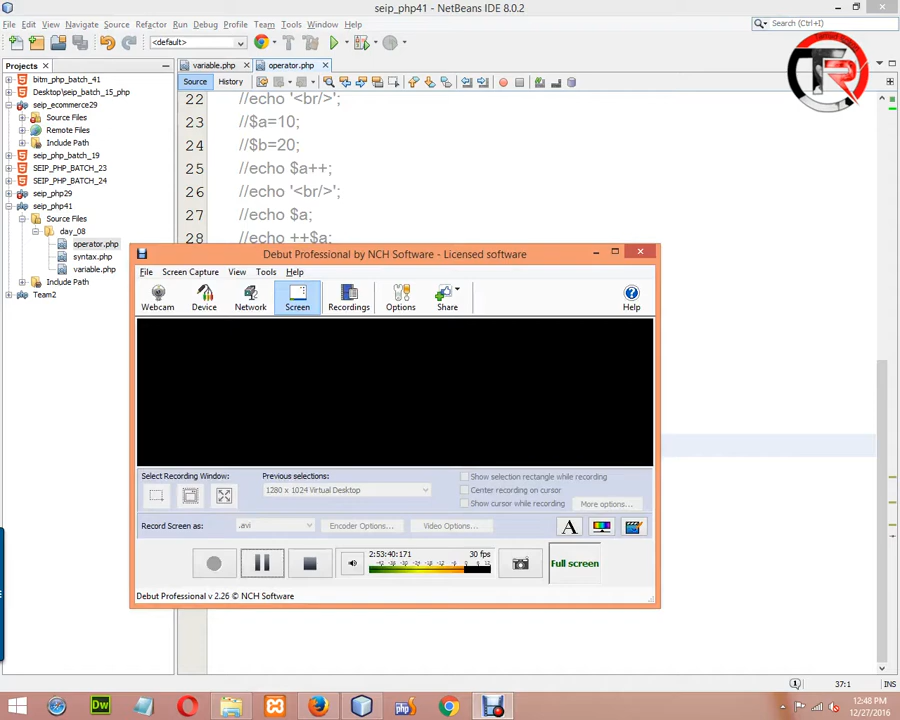 seip_php41 - NetBeans IDE 8.0.2
File Edit View Navigate Source Refactor Run Debug Profile Team Tools Window Help
<default>
Search (Ctrl+I)
Projects
variable.php operator.php
Source History
bitm_php_batch_41
Desktop\seip_batch_15_php
seip_ecommerce29
Source Files
Remote Files
Include Path
seip_php_batch_19
SEIP_PHP_BATCH_23
SEIP_PHP_BATCH_24
seip_php29
seip_php41
Source Files
day_08
operator.php
syntax.php
variable.php
Include Path
Team2
22 //echo '<br/>';
23 //$a=10;
24 //$b=20;
25 //echo $a++;
26 //echo '<br/>';
27 //echo $a;
28 //echo ++$a;
Debut Professional by NCH Software - Licensed software
File Screen Capture View Tools Help
Webcam Device Network Screen Recordings Options Share Help
Select Recording Window: Previous selections:
1280 x 1024 Virtual Desktop
Show selection rectangle while recording
Center recording on cursor
Show cursor while recording More options...
Record Screen as: .avi Encoder Options... Video Options...
A
2:53:40:171 30 fps
Full screen
Debut Professional v 2.26 © NCH Software
37:1 INS
Dw
php
12:48 PM
12/27/2016